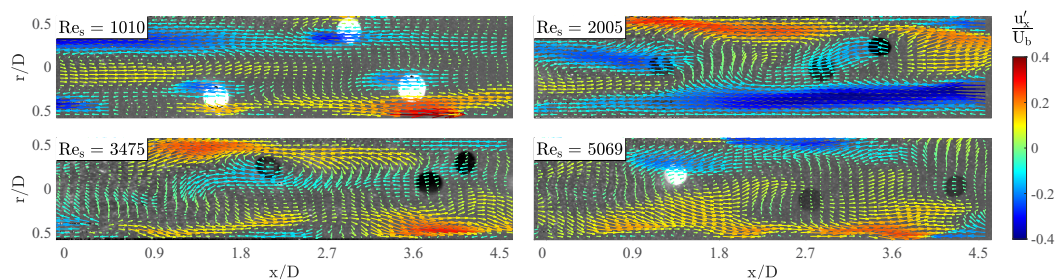 Re_s = 1010
Re_s = 2005
u'_x
U_b
0.5
r/D
0
0.5
0.4
0.2
0
-0.2
-0.4
Re_s = 3475
Re_s = 5069
0.5
r/D
0
0.5
0 0.9 1.8 2.7 3.6 4.5
0 0.9 1.8 2.7 3.6 4.5
x/D
x/D